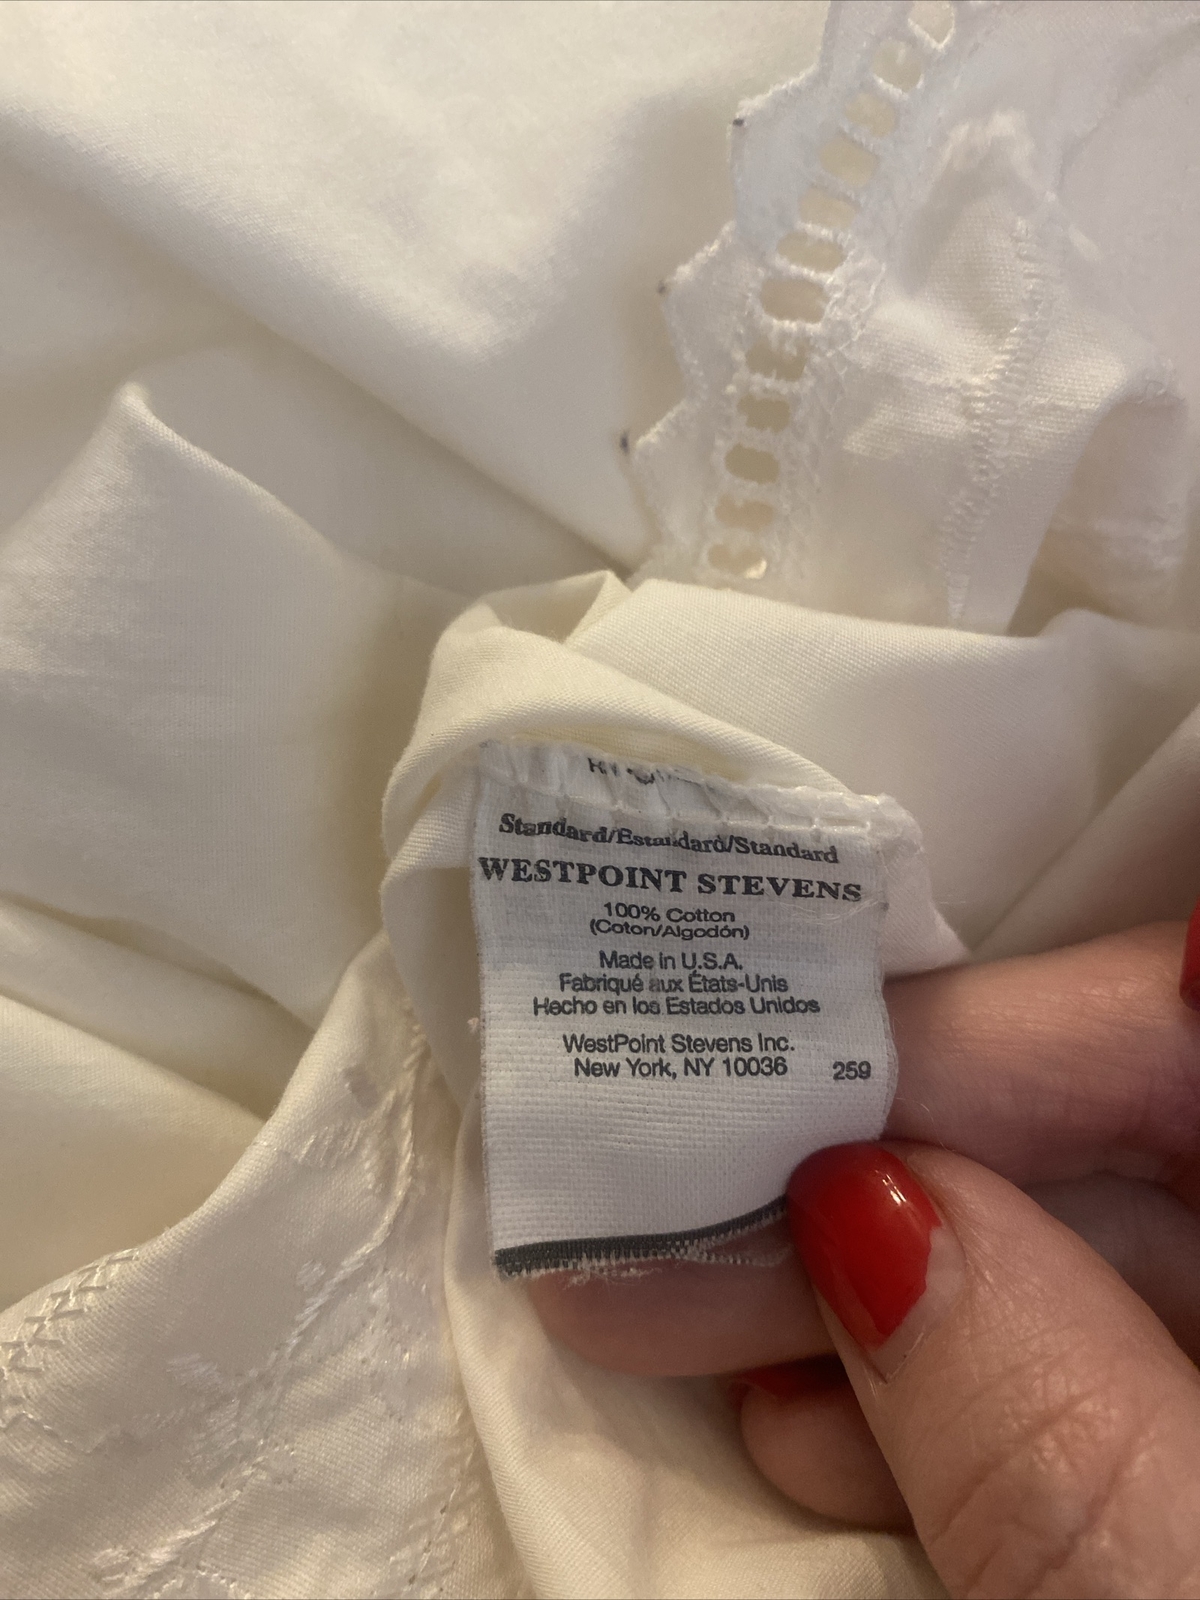 Standard/Estandard/Standard
WESTPOINT STEVENS
100% Cotton
(Coton/Algodón)
Made in U.S.A.
Fabriqué aux États-Unis
Hecho en los Estados Unidos
WestPoint Stevens Inc.
New York, NY 10036 259